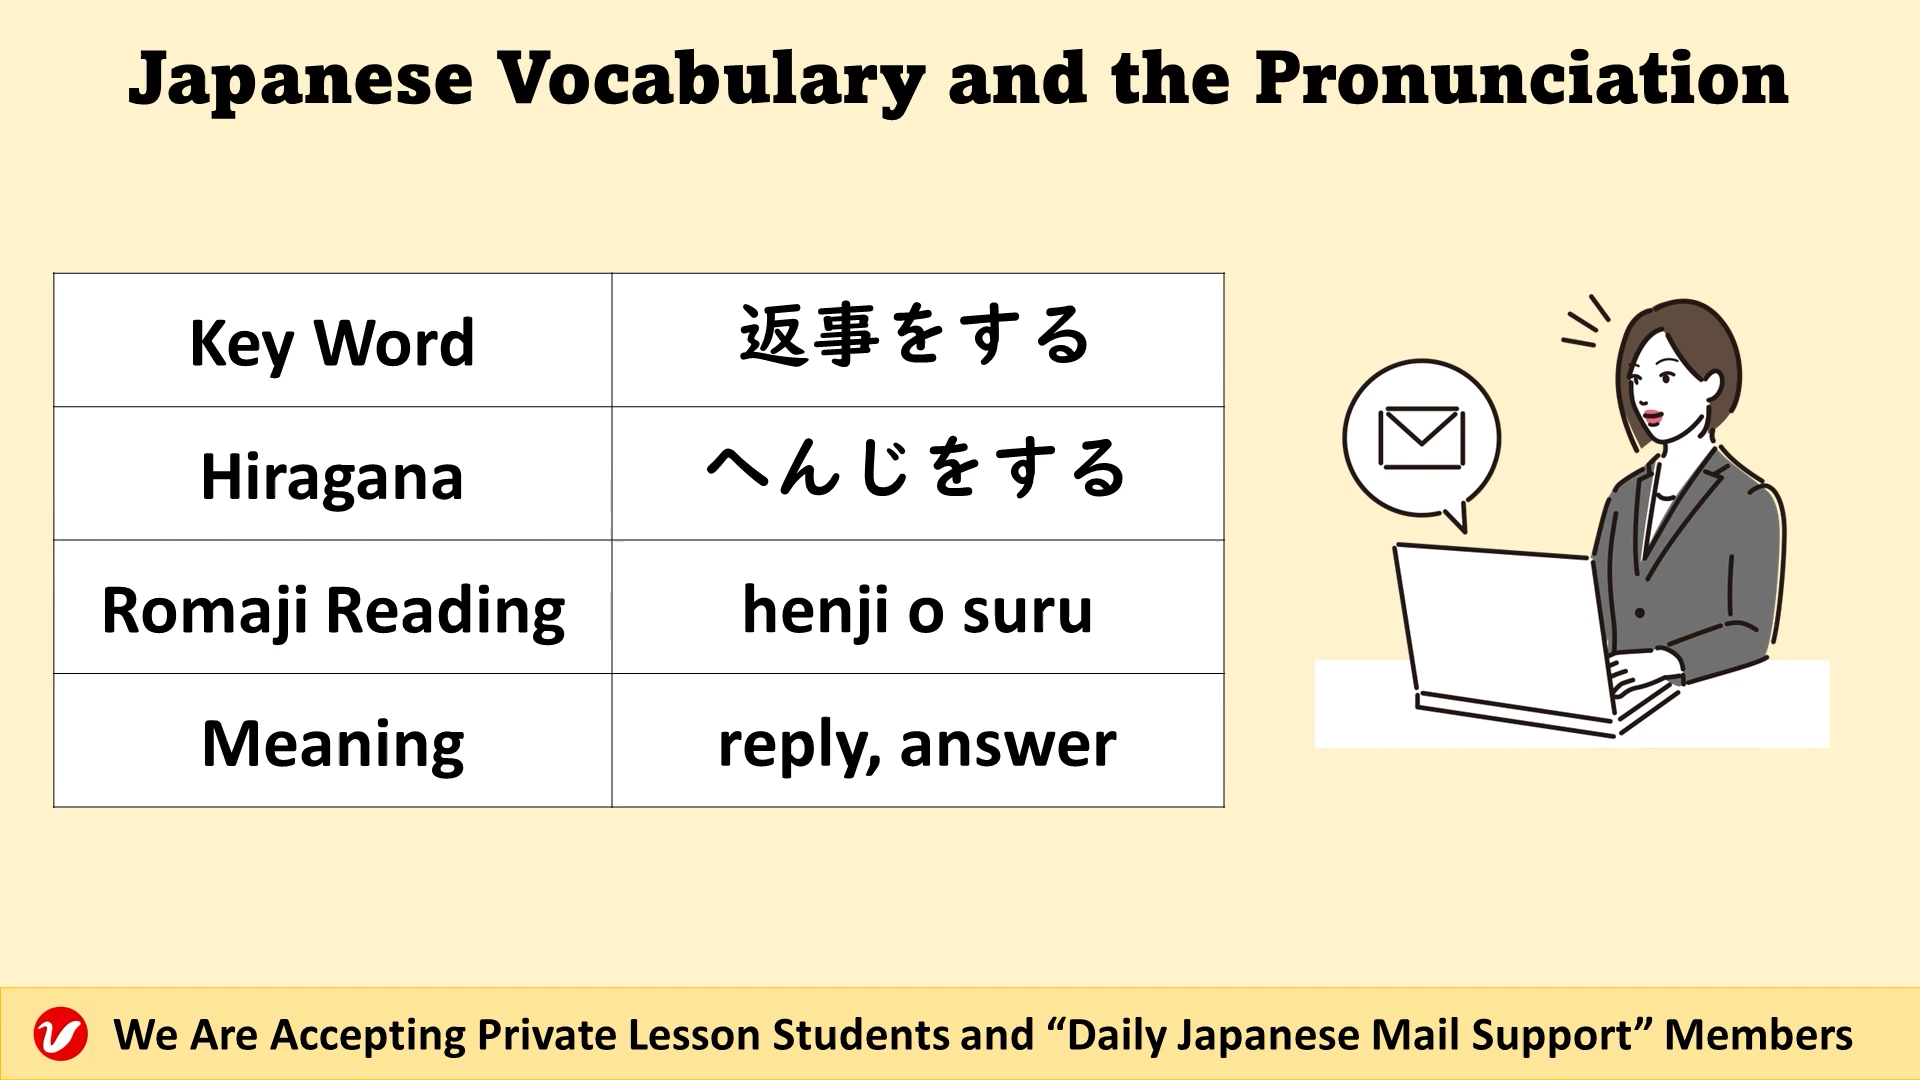 Japanese Vocabulary and the Pronunciation
Key Word 返事をする
Hiragana へんじをする
Romaji Reading henji o suru
Meaning reply, answer
We Are Accepting Private Lesson Students and “Daily Japanese Mail Support” Members